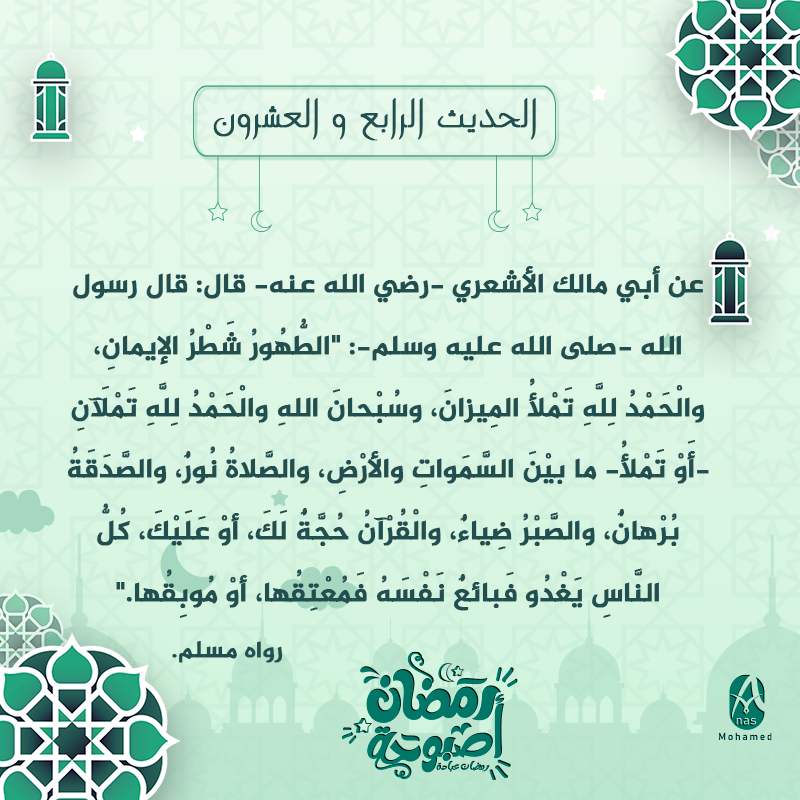 الحديث الرابع و العشرون
عن أبي مالك الأشعري -رضي الله عنه- قال: قال رسول
الله -صلى الله عليه وسلم-: "الطُّهُورُ شَطْرُ الإيمانِ،
والْحَمْدُ لِلَّهِ تَمْلأُ المِيزانَ، وسُبْحانَ اللهِ والْحَمْدُ لِلَّهِ تَمْلَآنِ
-أَوْ تَمْلأُ- ما بيْنَ السَّمَواتِ والأرْضِ، والصَّلاةُ نُورٌ، والصَّدَقَةُ
بُرْهانٌ، والصَّبْرُ ضِياءٌ، والْقُرْآنُ حُجَّةٌ لَكَ، أوْ عَلَيْكَ، كُلُّ
النَّاسِ يَغْدُو فَبائعٌ نَفْسَهُ فَمُعْتِقُها، أوْ مُوبِقُها."
رواه مسلم.
رمضان
أصبوحة
رمضان عبادة
nas
Mohamed